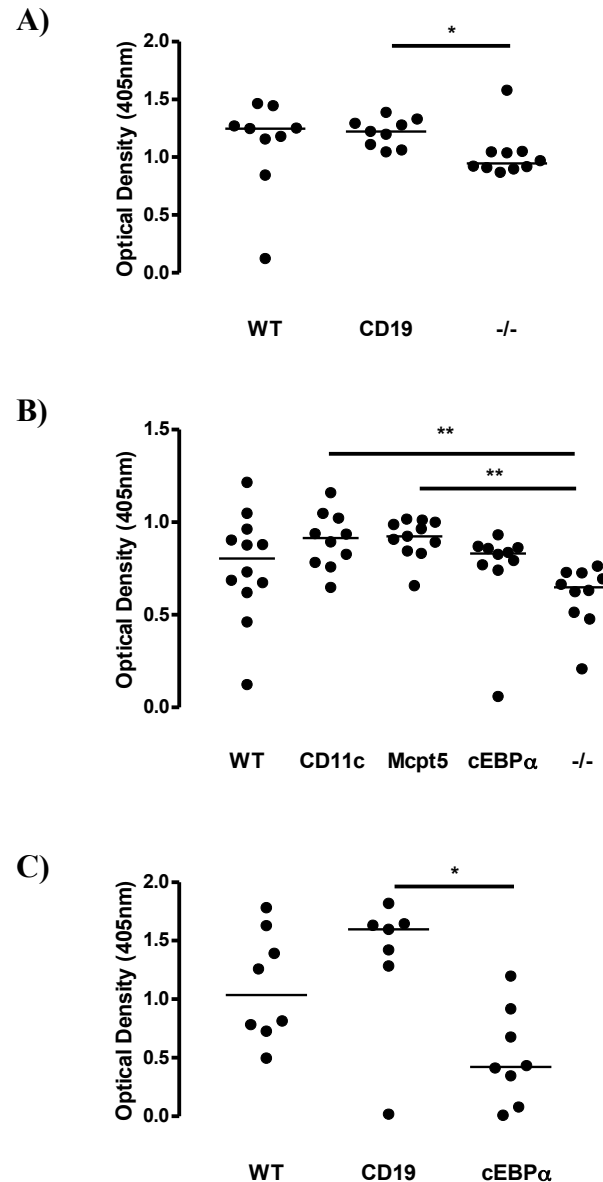 A)
*
2.0
1.5
1.0
0.5
0.0
Optical Density (405nm)
WT CD19 -/-
B)
**
**
1.5
1.0
0.5
0.0
Optical Density (405nm)
WT CD11c Mcpt5 cEBPα -/-
C)
*
2.0
1.5
1.0
0.5
0.0
Optical Density (405nm)
WT CD19 cEBPα